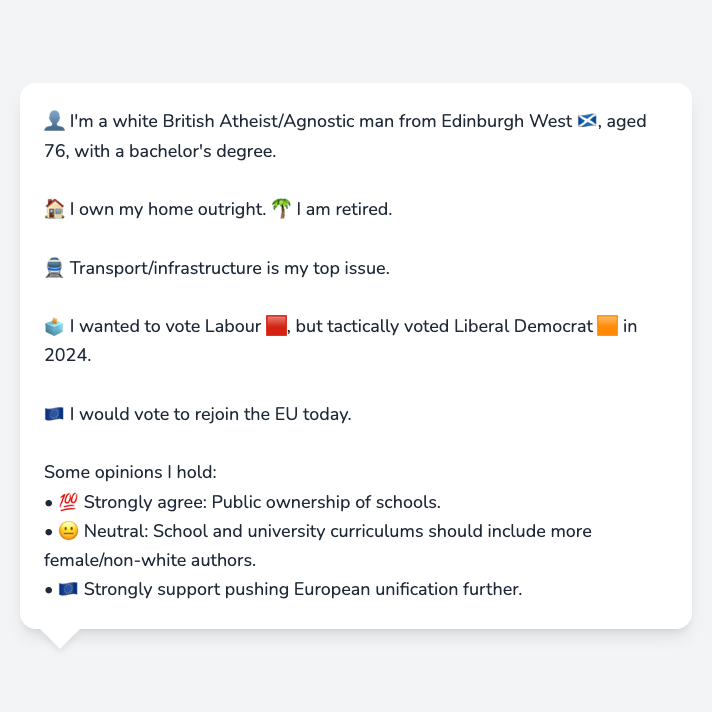 👤 I'm a white British Atheist/Agnostic man from Edinburgh West 🏴󠁧󠁢󠁳󠁣󠁴󠁿, aged
76, with a bachelor's degree.
🏠 I own my home outright. 🌴 I am retired.
🚆 Transport/infrastructure is my top issue.
🗳️ I wanted to vote Labour 🟥, but tactically voted Liberal Democrat 🟧 in
2024.
🇪🇺 I would vote to rejoin the EU today.
Some opinions I hold:
• 💯 Strongly agree: Public ownership of schools.
• 😐 Neutral: School and university curriculums should include more
female/non-white authors.
• 🇪🇺 Strongly support pushing European unification further.